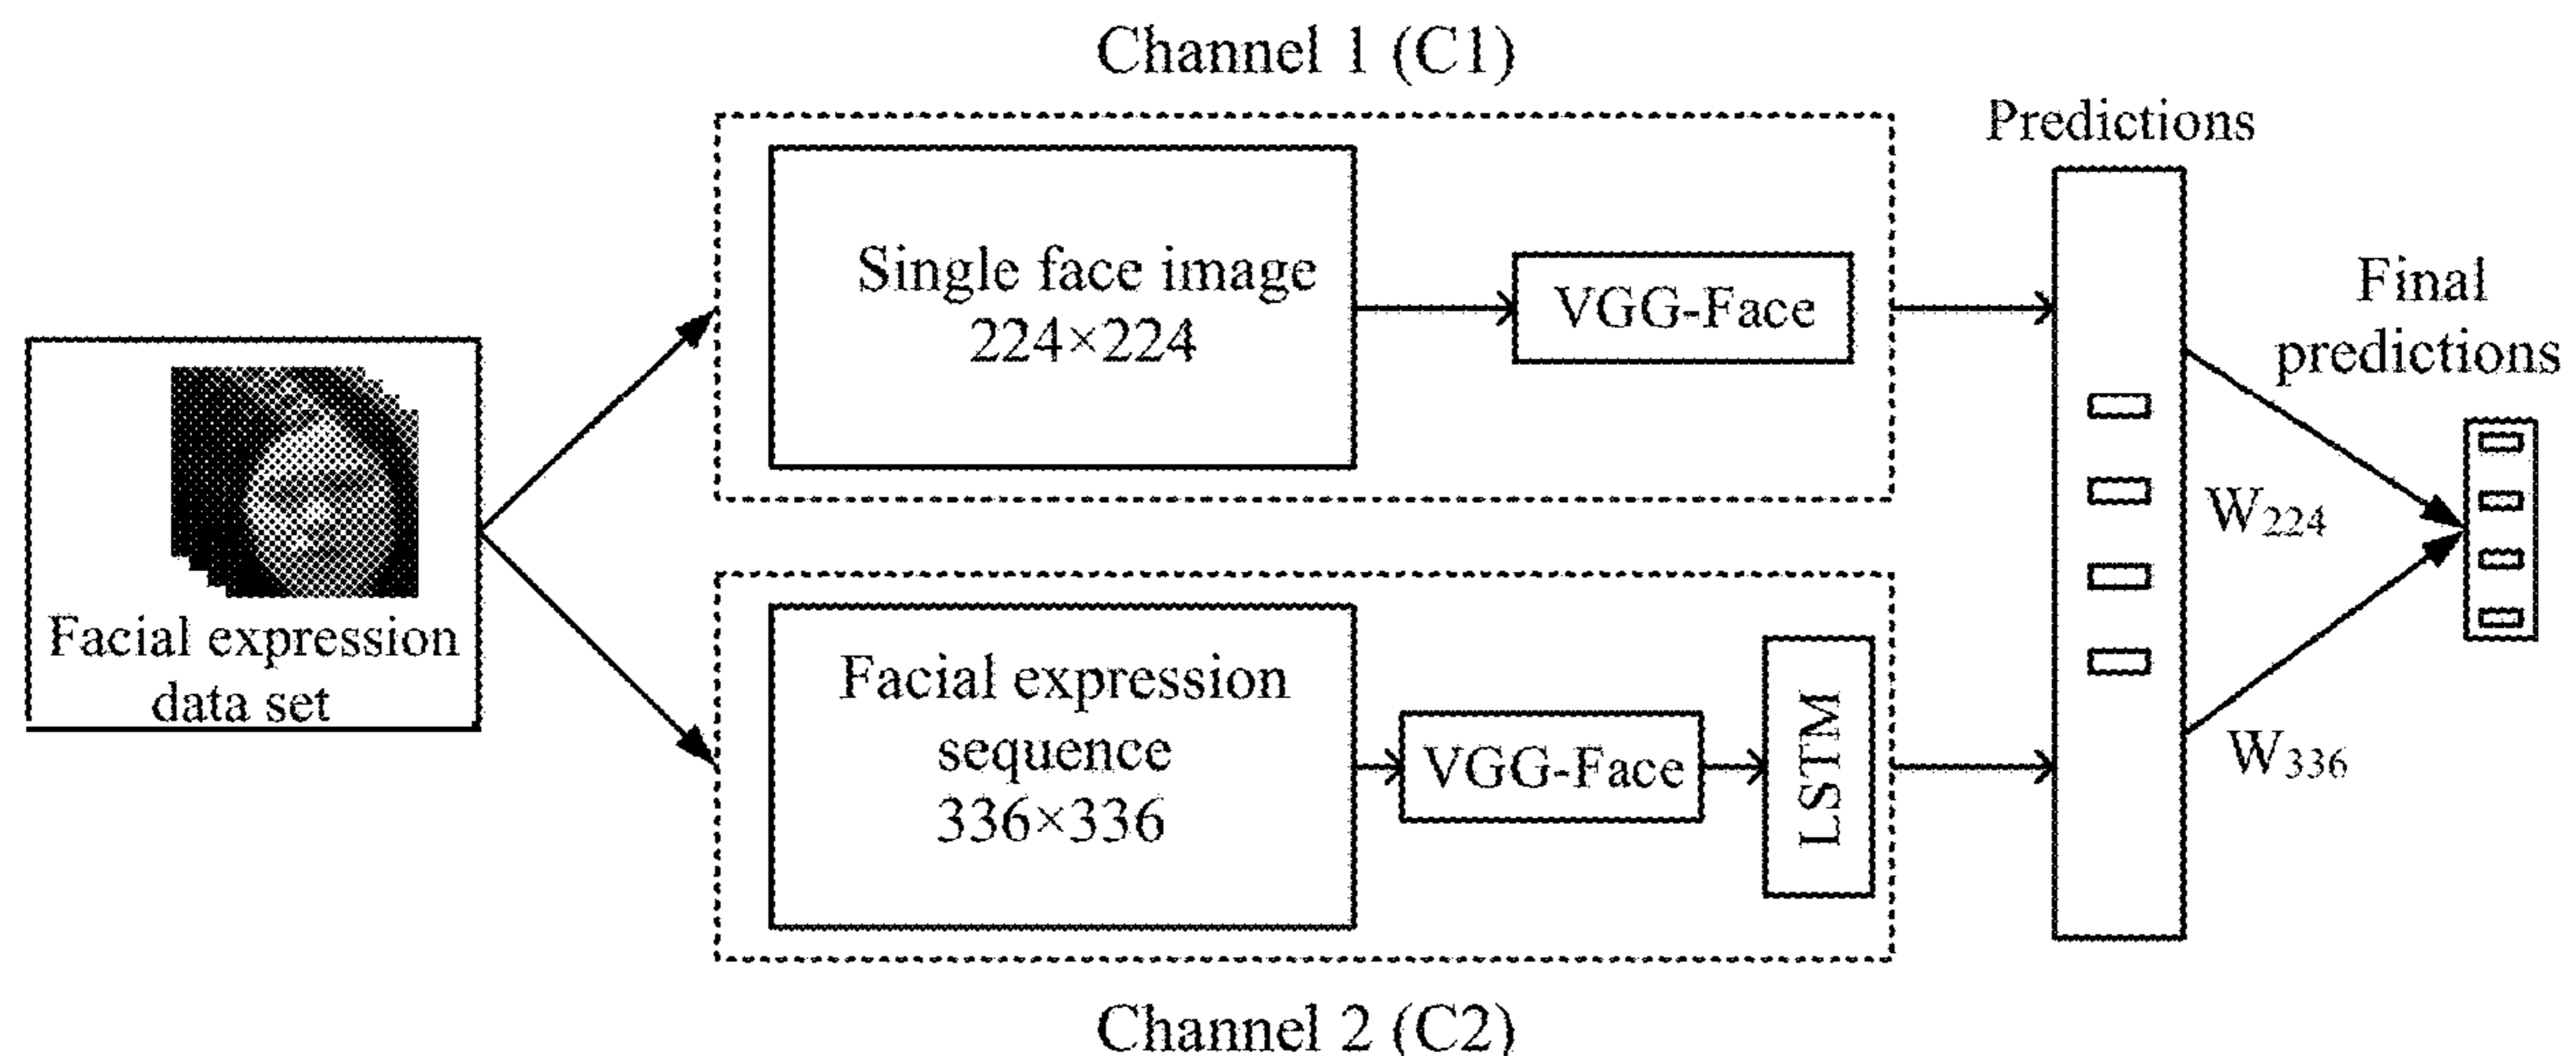 Channel 1 (C1)
Predictions
Single face image
224×224
VGG-Face
Final
predictions
Facial expression
data set
W224
Facial expression
sequence
336×336
VGG-Face
LSTM
W336
Channel 2 (C2)